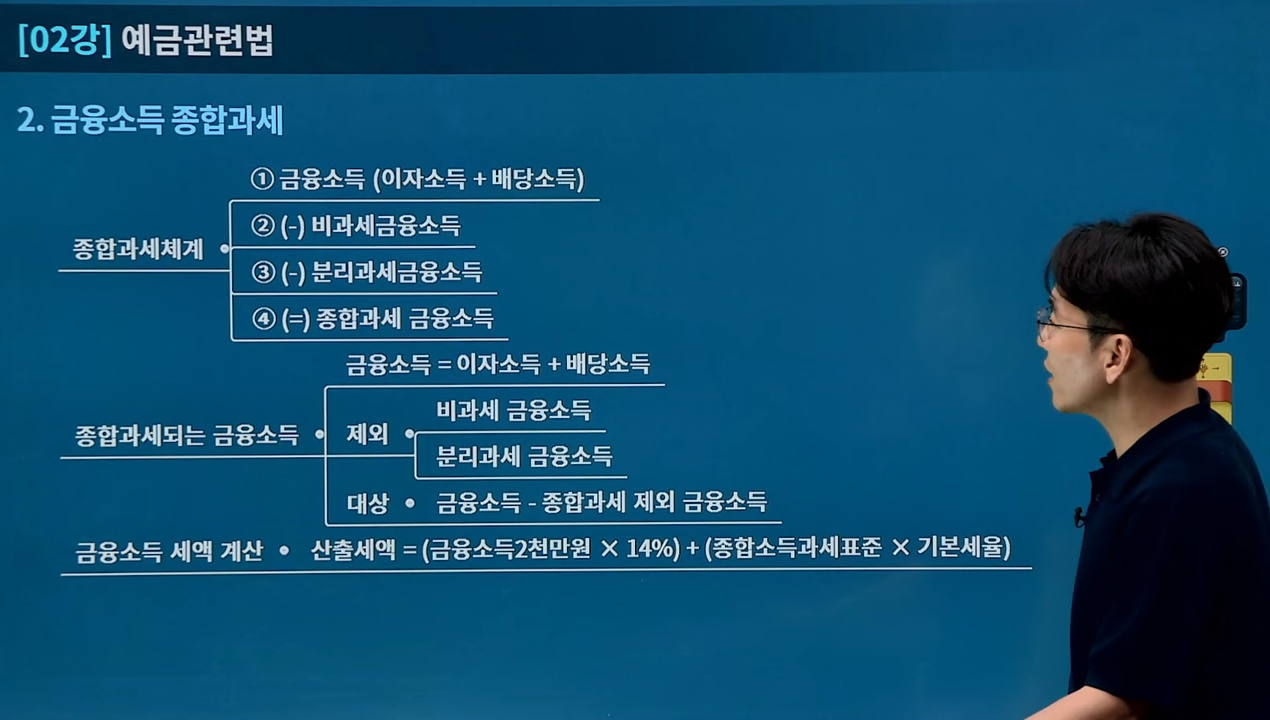 [02강] 예금관련법
2. 금융소득 종합과세
① 금융소득 (이자소득 + 배당소득)
② (-) 비과세금융소득
종합과세체계
③ (-) 분리과세금융소득
④ (=) 종합과세 금융소득
금융소득 = 이자소득 + 배당소득
비과세 금융소득
종합과세되는 금융소득 • 제외 •
분리과세 금융소득
대상 • 금융소득 - 종합과세 제외 금융소득
금융소득 세액 계산 • 산출세액 = (금융소득2천만원 × 14%) + (종합소득과세표준 × 기본세율)